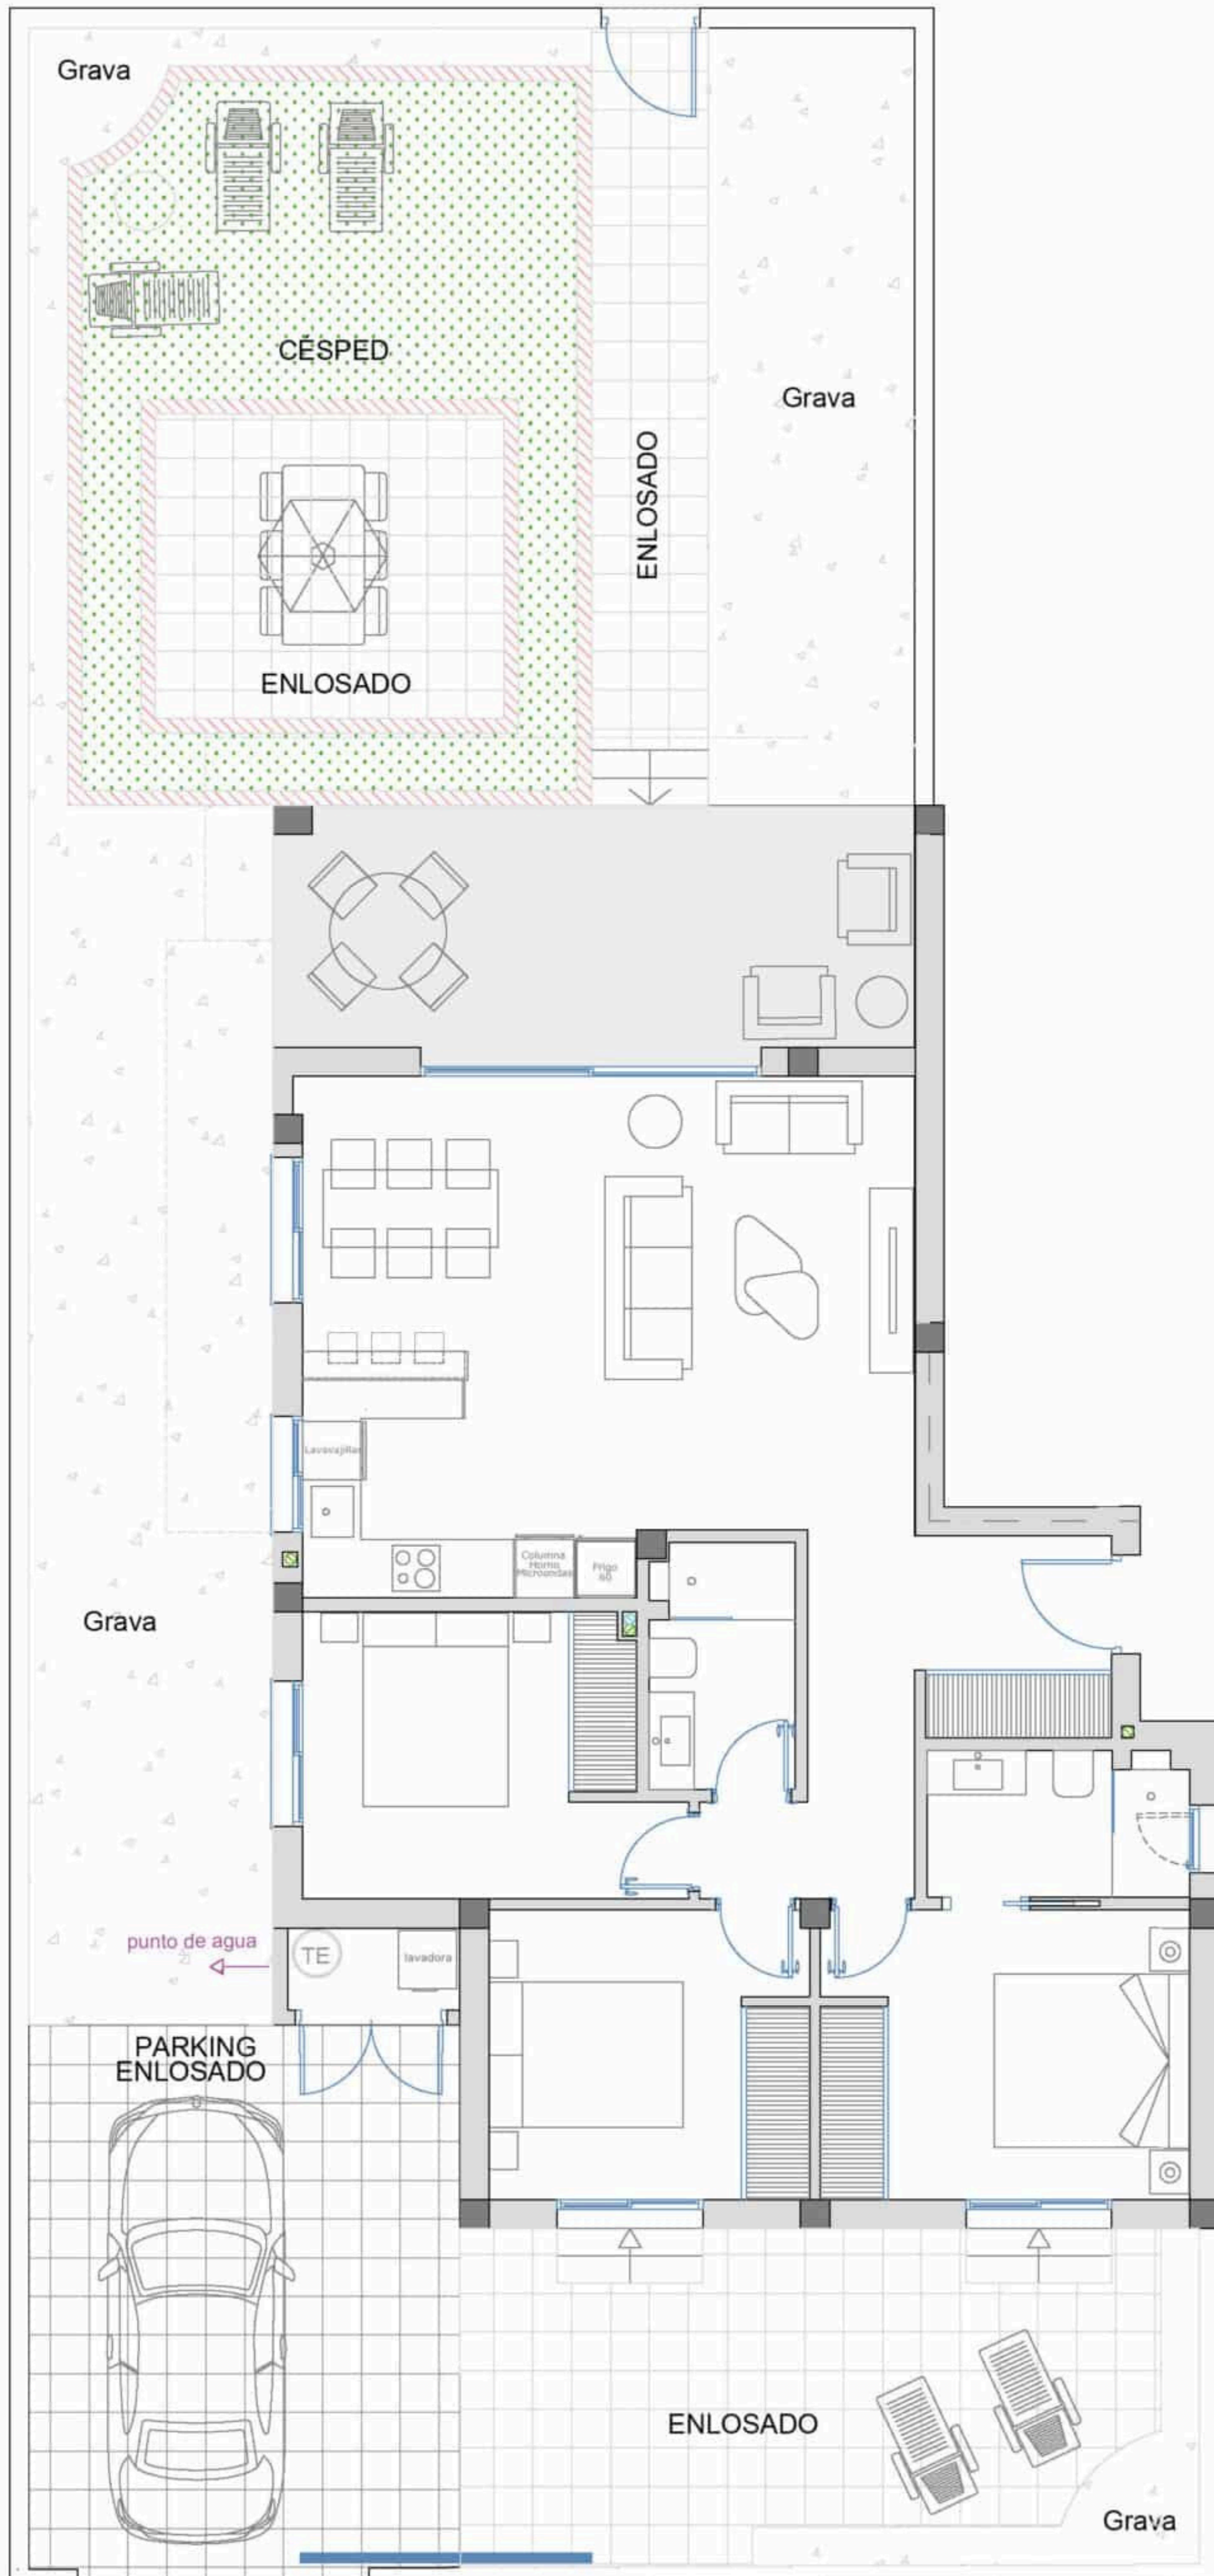 Grava
CÉSPED
Grava
ENLOSADO
ENLOSADO
Lavavajillas
Columna
Horno
Microondas
Frigo
60
Grava
punto de agua
TE
lavadora
PARKING
ENLOSADO
ENLOSADO
Grava